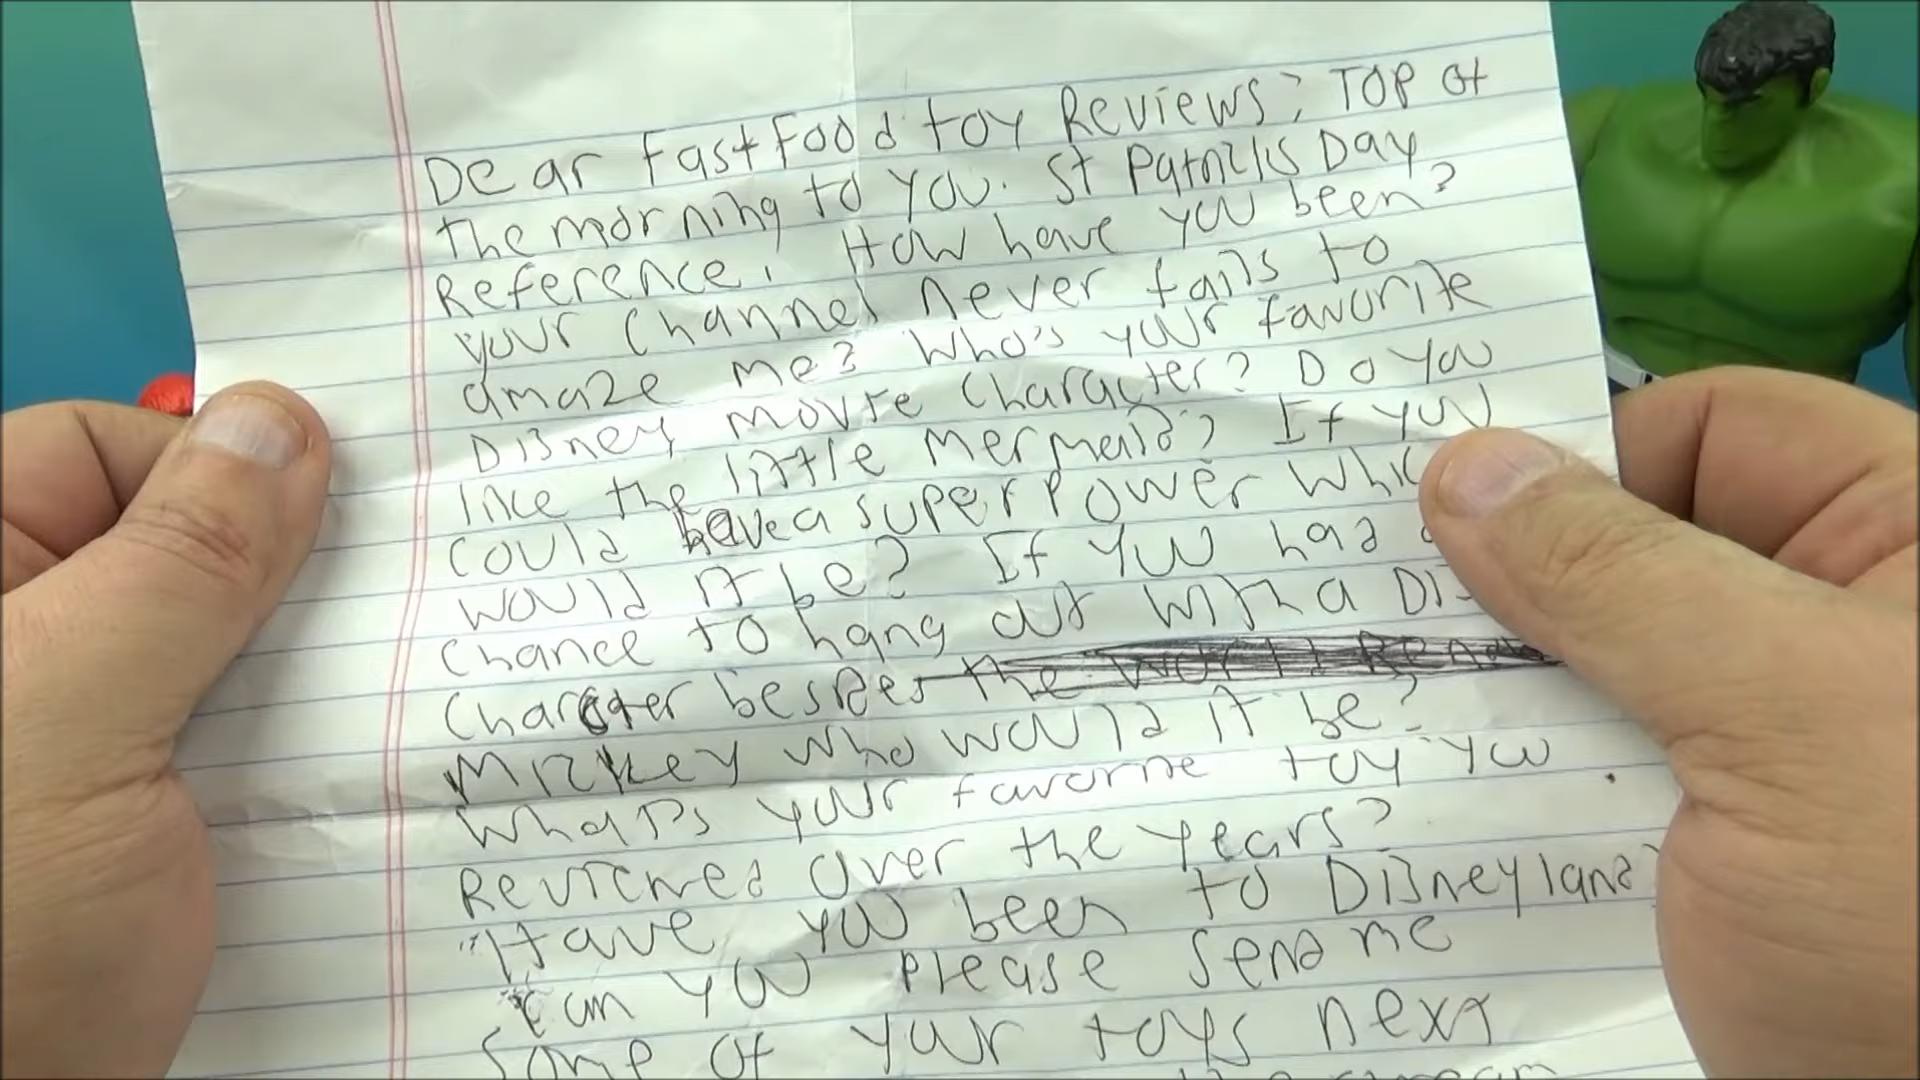 Dear Fast Food toy Reviews, TOP of
the morning to you. St Patricks Day
Reference. How have you been?
your channel never fails to
amaze me? Who's your favorite
Disney movie Character? Do you
like the little Mermaid? If you
could have a super power
would it be? If you had
chance to hang out with a
Character besides the
Mickey who would it be?
What's your favorite toy you
Reviewed over the years?
Have you been to Disneyland?
can you please send me
some of your toys next